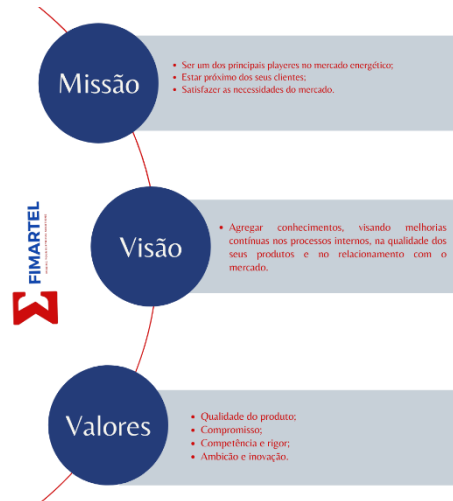 Missão
• Ser um dos principais playeres no mercado energético;
• Estar próximo dos seus clientes;
• Satisfazer as necessidades do mercado.
FIMARTEL
Visão
• Agregar conhecimentos, visando melhorias
contínuas nos processos internos, na qualidade dos
seus produtos e no relacionamento com o
mercado.
Valores
• Qualidade do produto;
• Compromisso;
• Competência e rigor;
• Ambicão e inovação.